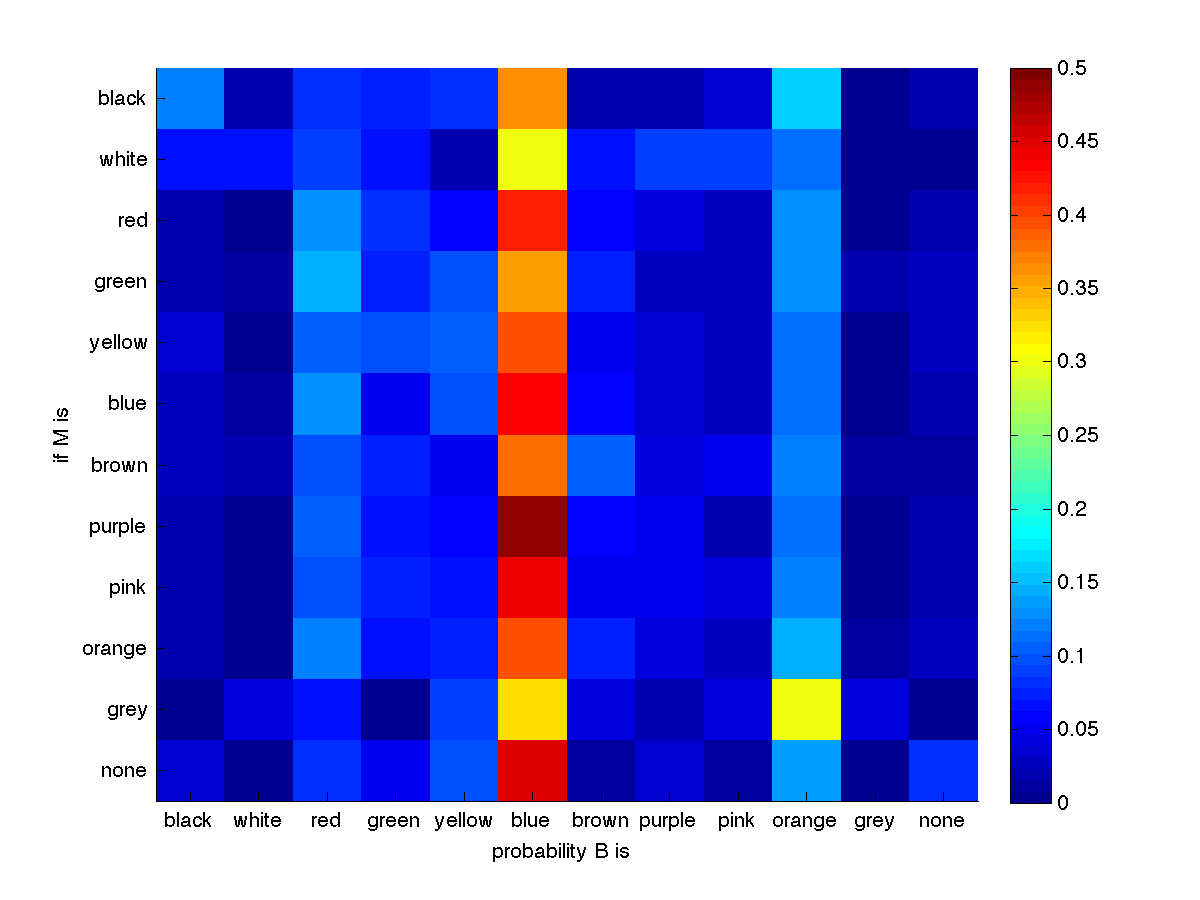 black
white
red
green
yellow
blue
brown
purple
pink
orange
grey
none
if M is
black white red green yellow blue brown purple pink orange grey none
probability B is
0.5
0.45
0.4
0.35
0.3
0.25
0.2
0.15
0.1
0.05
0